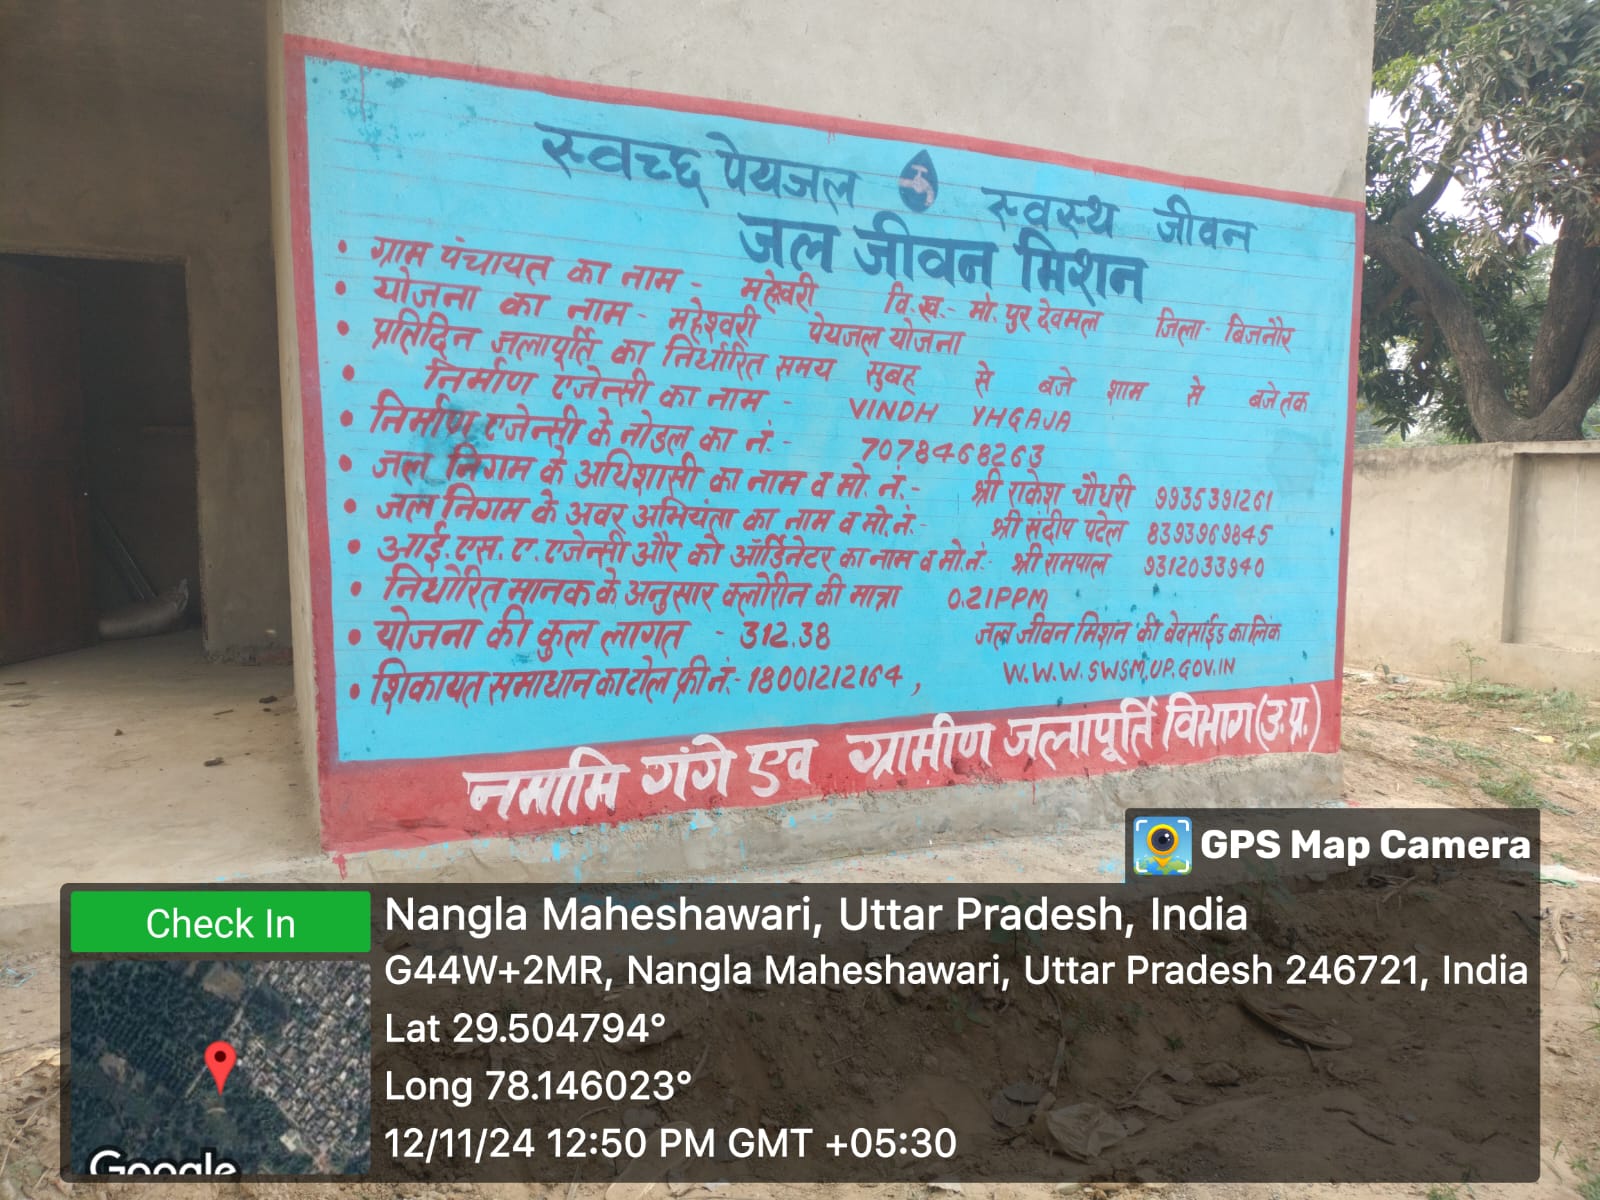 स्वच्छ पेयजल स्वस्थ जीवन
जल जीवन मिशन
• ग्राम पंचायत का नाम - महेश्वरी वि.ख.- मो. पुर देवमल जिला- बिजनौर
• योजना का नाम - महेश्वरी पेयजल योजना
• प्रतिदिन जलापूर्ति का निर्धारित समय सुबह से बजे शाम से बजे तक
• निर्माण एजेन्सी का नाम - VINDH YHGAJA
• निर्माण एजेन्सी के नोडल का नं.- 7078468263
• जल निगम के अधिशासी का नाम व मो. नं.- श्री राकेश चौधरी 9935391261
• जल निगम के अवर अभियंता का नाम व मो.नं.- श्री संदीप पटेल 8393969845
• आई.एस.ए.एजेन्सी और को ऑर्डिनेटर का नाम व मो.नं.- श्री रामपाल 9312033940
• निर्धारित मानक के अनुसार क्लोरीन की मात्रा 0.21PPM
• योजना की कुल लागत - 312.38 जल जीवन मिशन की बेवसाईड का लिंक
• शिकायत समाधान का टोल फ्री नं.- 18001212164 , W.W.W.SWSM.UP.GOV.IN
नमामि गंगे एव ग्रामीण जलापूर्ति विभाग (उ.प्र.)
GPS Map Camera
Check In
Nangla Maheshawari, Uttar Pradesh, India
G44W+2MR, Nangla Maheshawari, Uttar Pradesh 246721, India
Lat 29.504794°
Long 78.146023°
12/11/24 12:50 PM GMT +05:30
Google